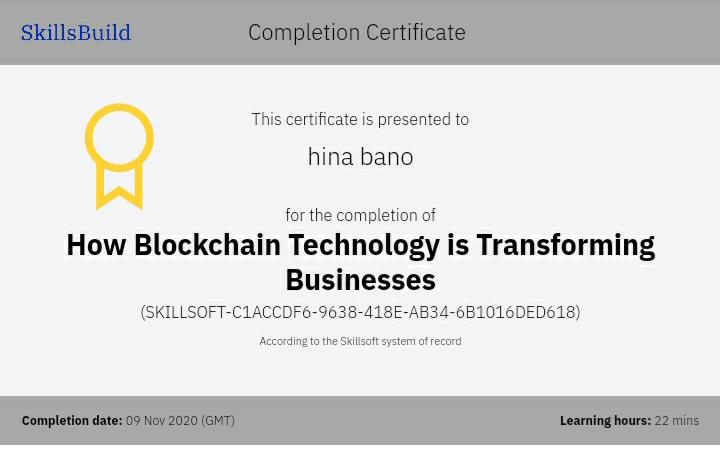 SkillsBuild
Completion Certificate
This certificate is presented to
hina bano
for the completion of
How Blockchain Technology is Transforming
Businesses
(SKILLSOFT-C1ACCDF6-9638-418E-AB34-6B1016DED618)
According to the Skillsoft system of record
Completion date: 09 Nov 2020 (GMT)
Learning hours: 22 mins